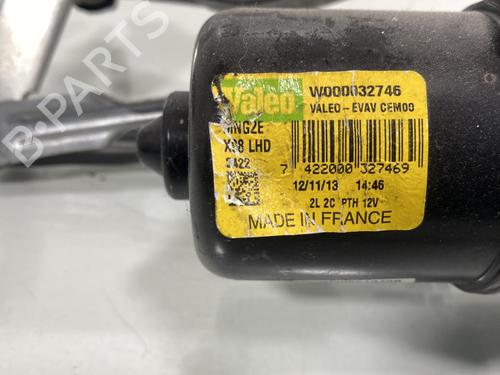 Valeo
W000032746
VALEO-EVAV CEM00
X98 LHD
7 422000 327469
12/11/13 14:46
2L 2C PTH 12V
MADE IN FRANCE
B-PARTS